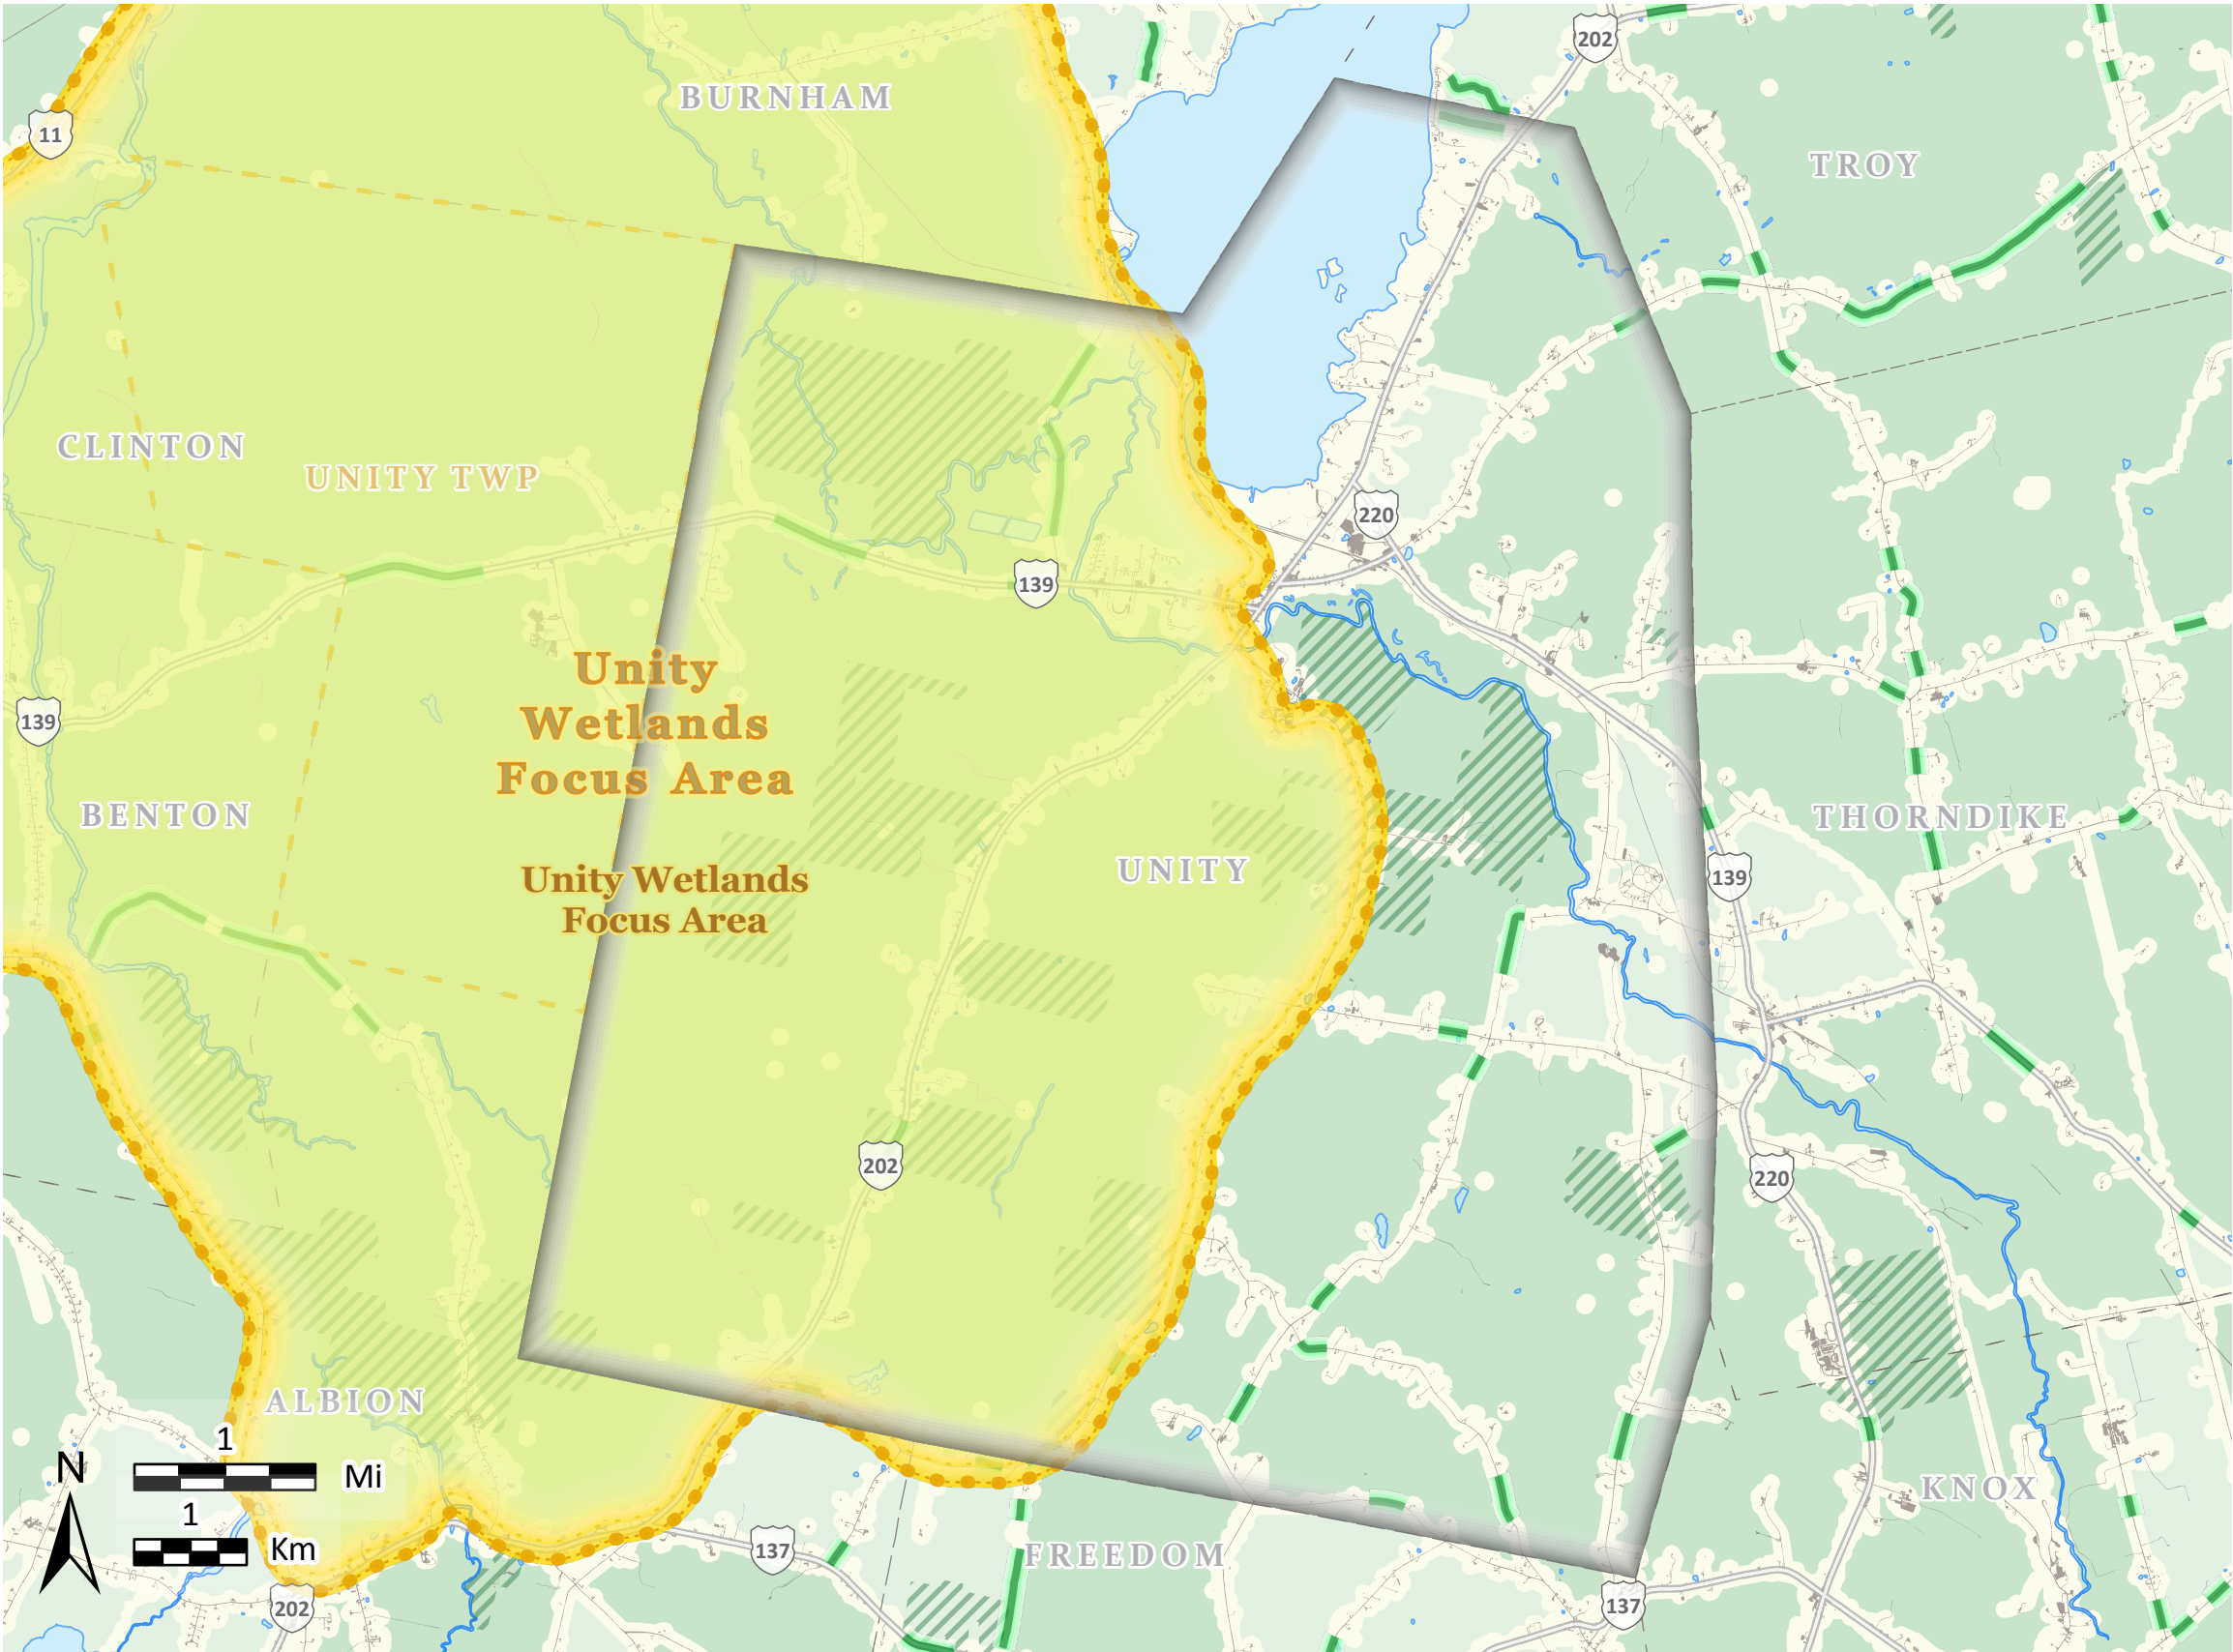 202
BURNHAM
11
TROY
CLINTON
UNITY TWP
220
139
Unity
Wetlands
Focus Area
139
BENTON
THORNDIKE
UNITY
139
Unity Wetlands
Focus Area
202
220
ALBION
1
N
Mi
1
Km
KNOX
137
FREEDOM
202
137